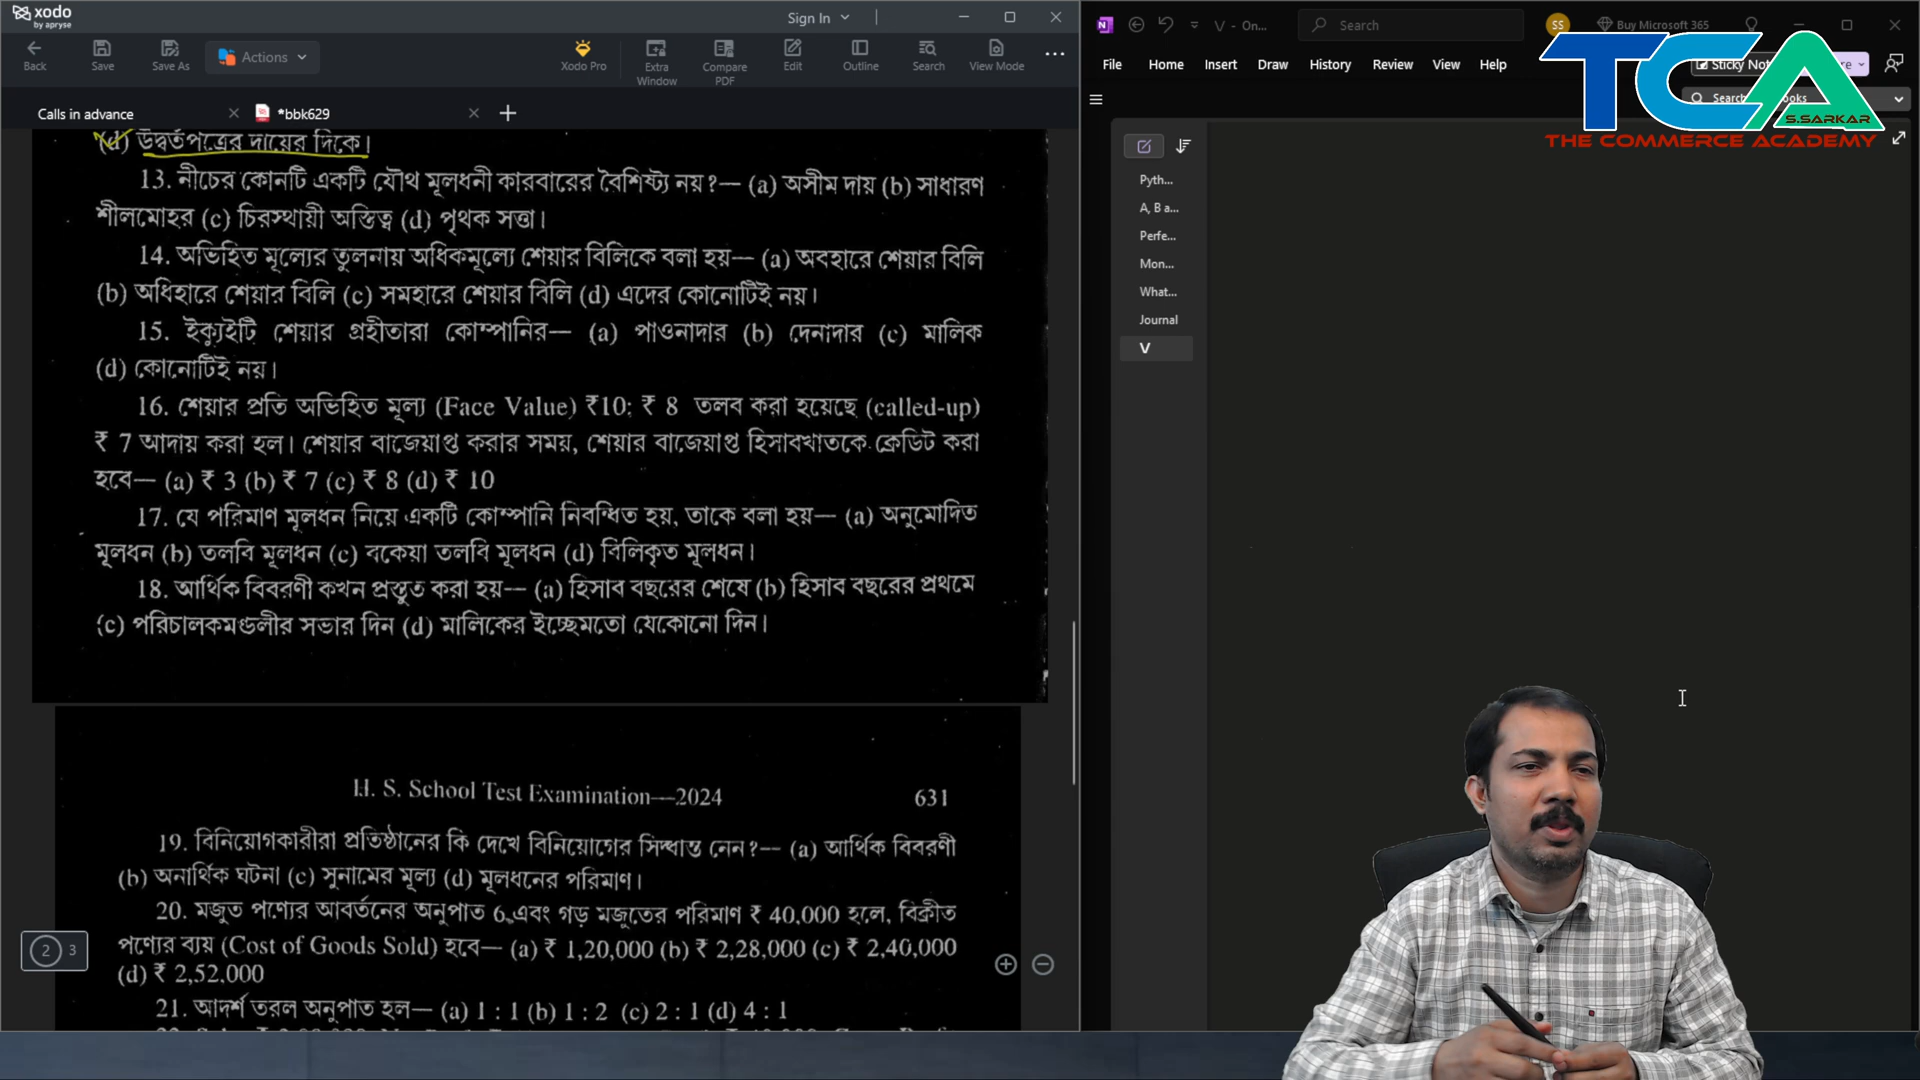 xodo
by apryse
Sign In
Back
Save
Save As
Actions
Xodo Pro
Extra Window
Compare PDF
Edit
Outline
Search
View Mode
Calls in advance
*bbk629
(d) উদ্বর্তপত্রের দায়ের দিকে।
13. নীচের কোনটি একটি যৌথ মূলধনী কারবারের বৈশিষ্ট্য নয়?— (a) অসীম দায় (b) সাধারণ
শীলমোহর (c) চিরস্থায়ী অস্তিত্ব (d) পৃথক সত্তা।
14. অভিহিত মূল্যের তুলনায় অধিকমূল্যে শেয়ার বিলিকে বলা হয়— (a) অবহারে শেয়ার বিলি
(b) অধিহারে শেয়ার বিলি (c) সমহারে শেয়ার বিলি (d) এদের কোনোটিই নয়।
15. ইক্যুইটি শেয়ার গ্রহীতারা কোম্পানির— (a) পাওনাদার (b) দেনাদার (c) মালিক
(d) কোনোটিই নয়।
16. শেয়ার প্রতি অভিহিত মূল্য (Face Value) ₹10; ₹ 8 তলব করা হয়েছে (called-up)
₹ 7 আদায় করা হল। শেয়ার বাজেয়াপ্ত করার সময়, শেয়ার বাজেয়াপ্ত হিসাবখাতকে ক্রেডিট করা
হবে— (a) ₹ 3 (b) ₹ 7 (c) ₹ 8 (d) ₹ 10
17. যে পরিমাণ মূলধন নিয়ে একটি কোম্পানি নিবন্ধিত হয়, তাকে বলা হয়— (a) অনুমোদিত
মূলধন (b) তলবি মূলধন (c) বকেয়া তলবি মূলধন (d) বিলিকৃত মূলধন।
18. আর্থিক বিবরণী কখন প্রস্তুত করা হয়— (a) হিসাব বছরের শেষে (b) হিসাব বছরের প্রথমে
(c) পরিচালকমণ্ডলীর সভার দিন (d) মালিকের ইচ্ছেমতো যেকোনো দিন।
H. S. School Test Examination—2024 631
19. বিনিয়োগকারীরা প্রতিষ্ঠানের কি দেখে বিনিয়োগের সিদ্ধান্ত নেন?— (a) আর্থিক বিবরণী
(b) অনার্থিক ঘটনা (c) সুনামের মূল্য (d) মূলধনের পরিমাণ।
20. মজুত পণ্যের আবর্তনের অনুপাত 6 এবং গড় মজুতের পরিমাণ ₹ 40,000 হলে, বিক্রীত
পণ্যের ব্যয় (Cost of Goods Sold) হবে— (a) ₹ 1,20,000 (b) ₹ 2,28,000 (c) ₹ 2,40,000
(d) ₹ 2,52,000
21. আদর্শ তরল অনুপাত হল— (a) 1 : 1 (b) 1 : 2 (c) 2 : 1 (d) 4 : 1
2 3
V - On...
Search
SS
Buy Microsoft 365
File Home Insert Draw History Review View Help
Sticky Not
Search
ooks
TCA
S.SARKAR
THE COMMERCE ACADEMY
Pyth...
A, B a...
Perfe...
Mon...
What...
Journal
V